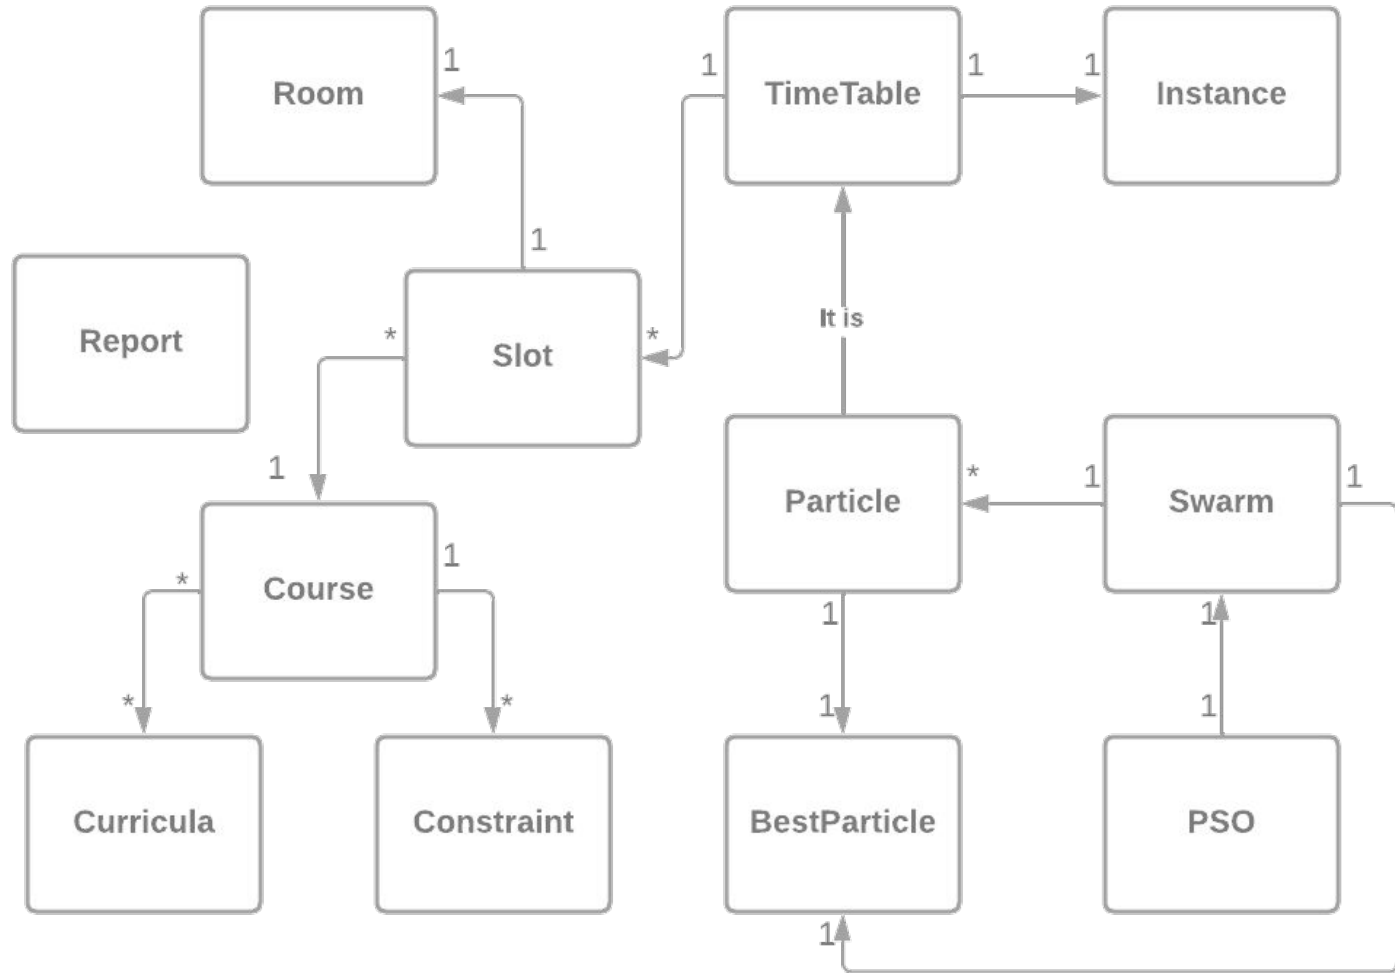 Room
1
1
TimeTable
1
1
Instance
1
Report
*
Slot
*
It is
1
Course
1
*
Particle
*
1
Swarm
1
*
*
1
1
1
1
Curricula
Constraint
BestParticle
PSO
1